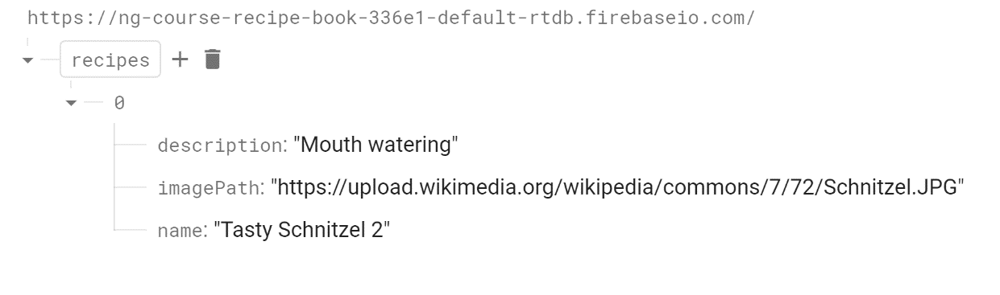 https://ng-course-recipe-book-336e1-default-rtdb.firebaseio.com/
recipes
0
description: "Mouth watering"
imagePath: "https://upload.wikimedia.org/wikipedia/commons/7/72/Schnitzel.JPG"
name: "Tasty Schnitzel 2"